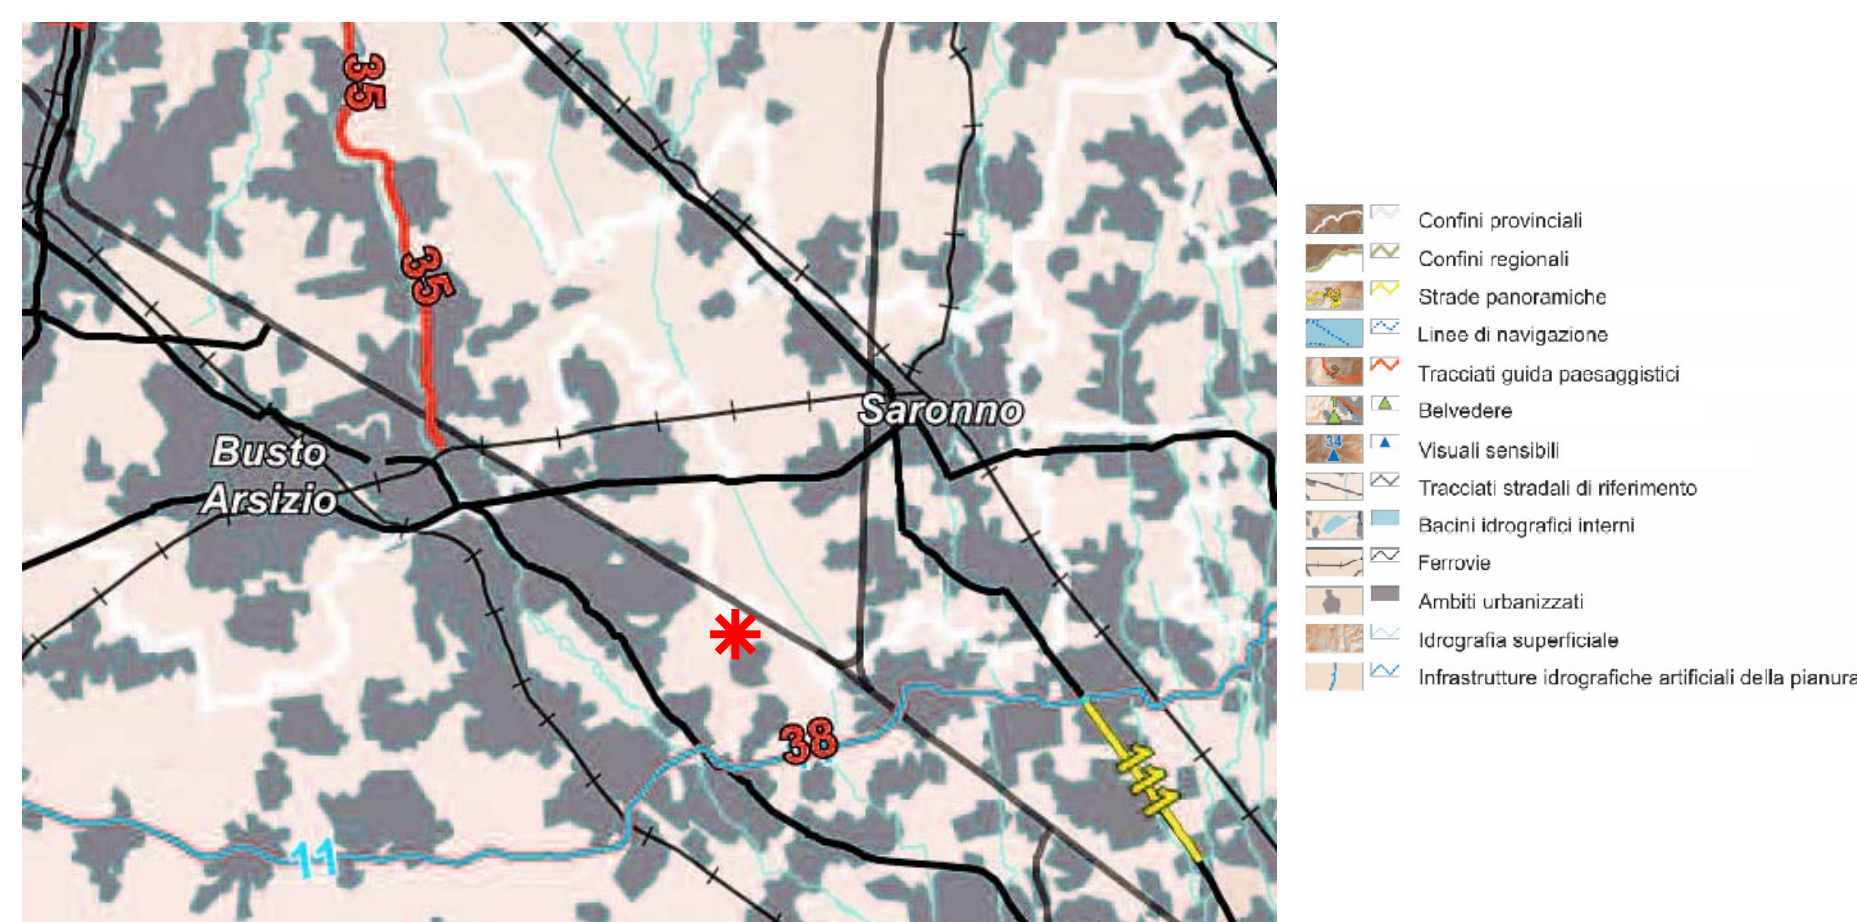 35
35
Busto
Arsizio
Saronno
38
111
11
Confini provinciali
Confini regionali
Strade panoramiche
Linee di navigazione
Tracciati guida paesaggistici
Belvedere
34
Visuali sensibili
Tracciati stradali di riferimento
Bacini idrografici interni
Ferrovie
Ambiti urbanizzati
Idrografia superficiale
Infrastrutture idrografiche artificiali della pianura